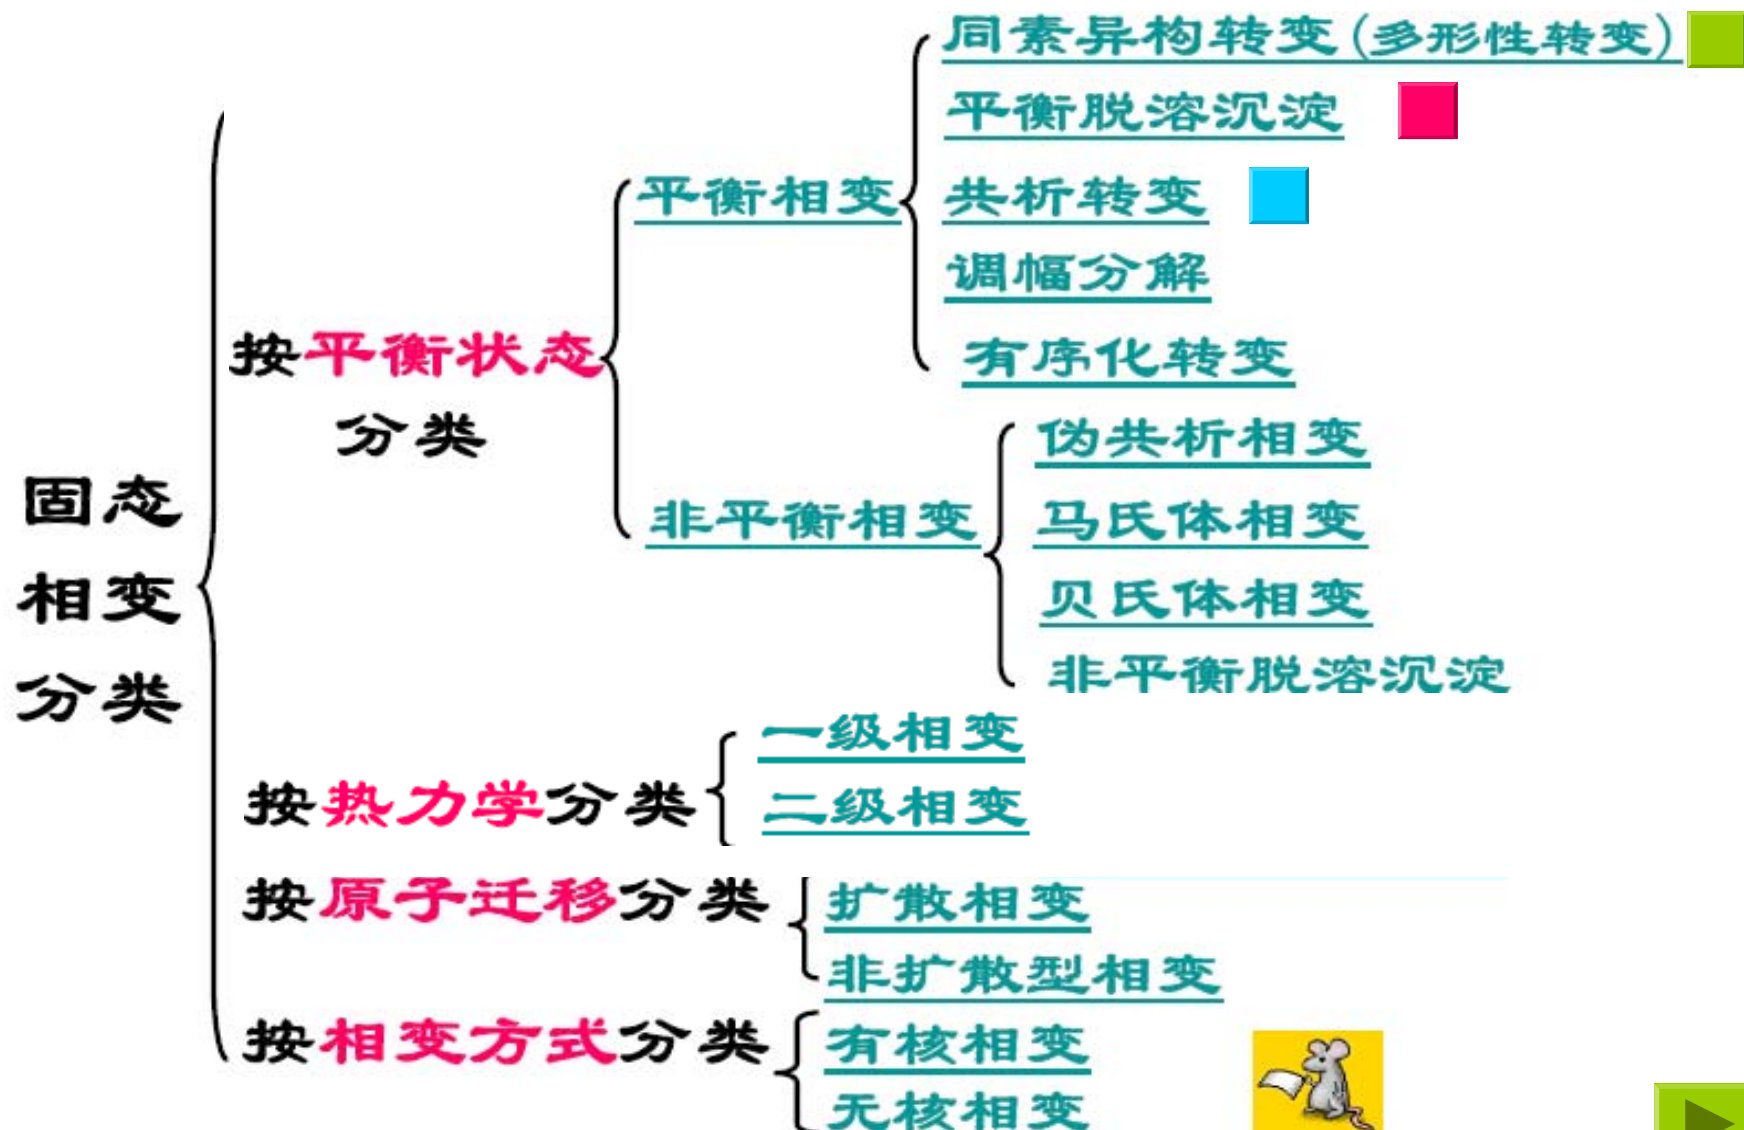 同素异构转变(多形性转变)
平衡脱溶沉淀
平衡相变
共析转变
调幅分解
按平衡状态
分类
有序化转变
伪共析相变
非平衡相变
马氏体相变
贝氏体相变
非平衡脱溶沉淀
固态
相变
分类
一级相变
按热力学分类
二级相变
按原子迁移分类
扩散相变
非扩散型相变
按相变方式分类
有核相变
无核相变